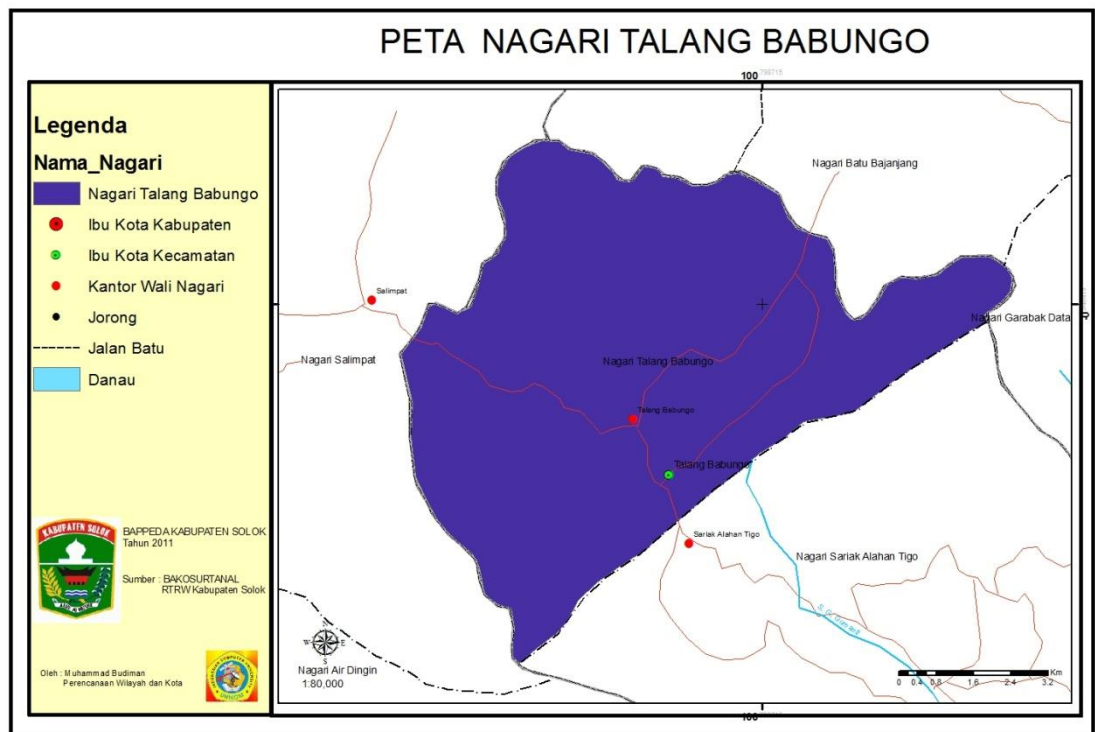 PETA NAGARI TALANG BABUNGO
Legenda
Nama_Nagari
Nagari Talang Babungo
Ibu Kota Kabupaten
Ibu Kota Kecamatan
Kantor Wali Nagari
Jorong
Jalan Batu
Danau
KABUPATEN SOLOK
BAPPEDA KABUPATEN SOLOK
Tahun 2011
Sumber : BAKOSURTANAL
RTRW Kabupaten Solok
Oleh : Muhammad Budiman
Perencanaan Wilayah dan Kota
100
Nagari Batu Bajanjang
Salimpat
Nagari Garabak Data
0
Nagari Salimpat
Nagari Talang Babungo
Talang Babungo
Talang Babungo
Sariak Alahan Tigo
Nagari Sariak Alahan Tigo
N
W E
S
Nagari Air Dingin
1:80,000
Km
0 0.4 0.8 1.6 2.4 3.2
100